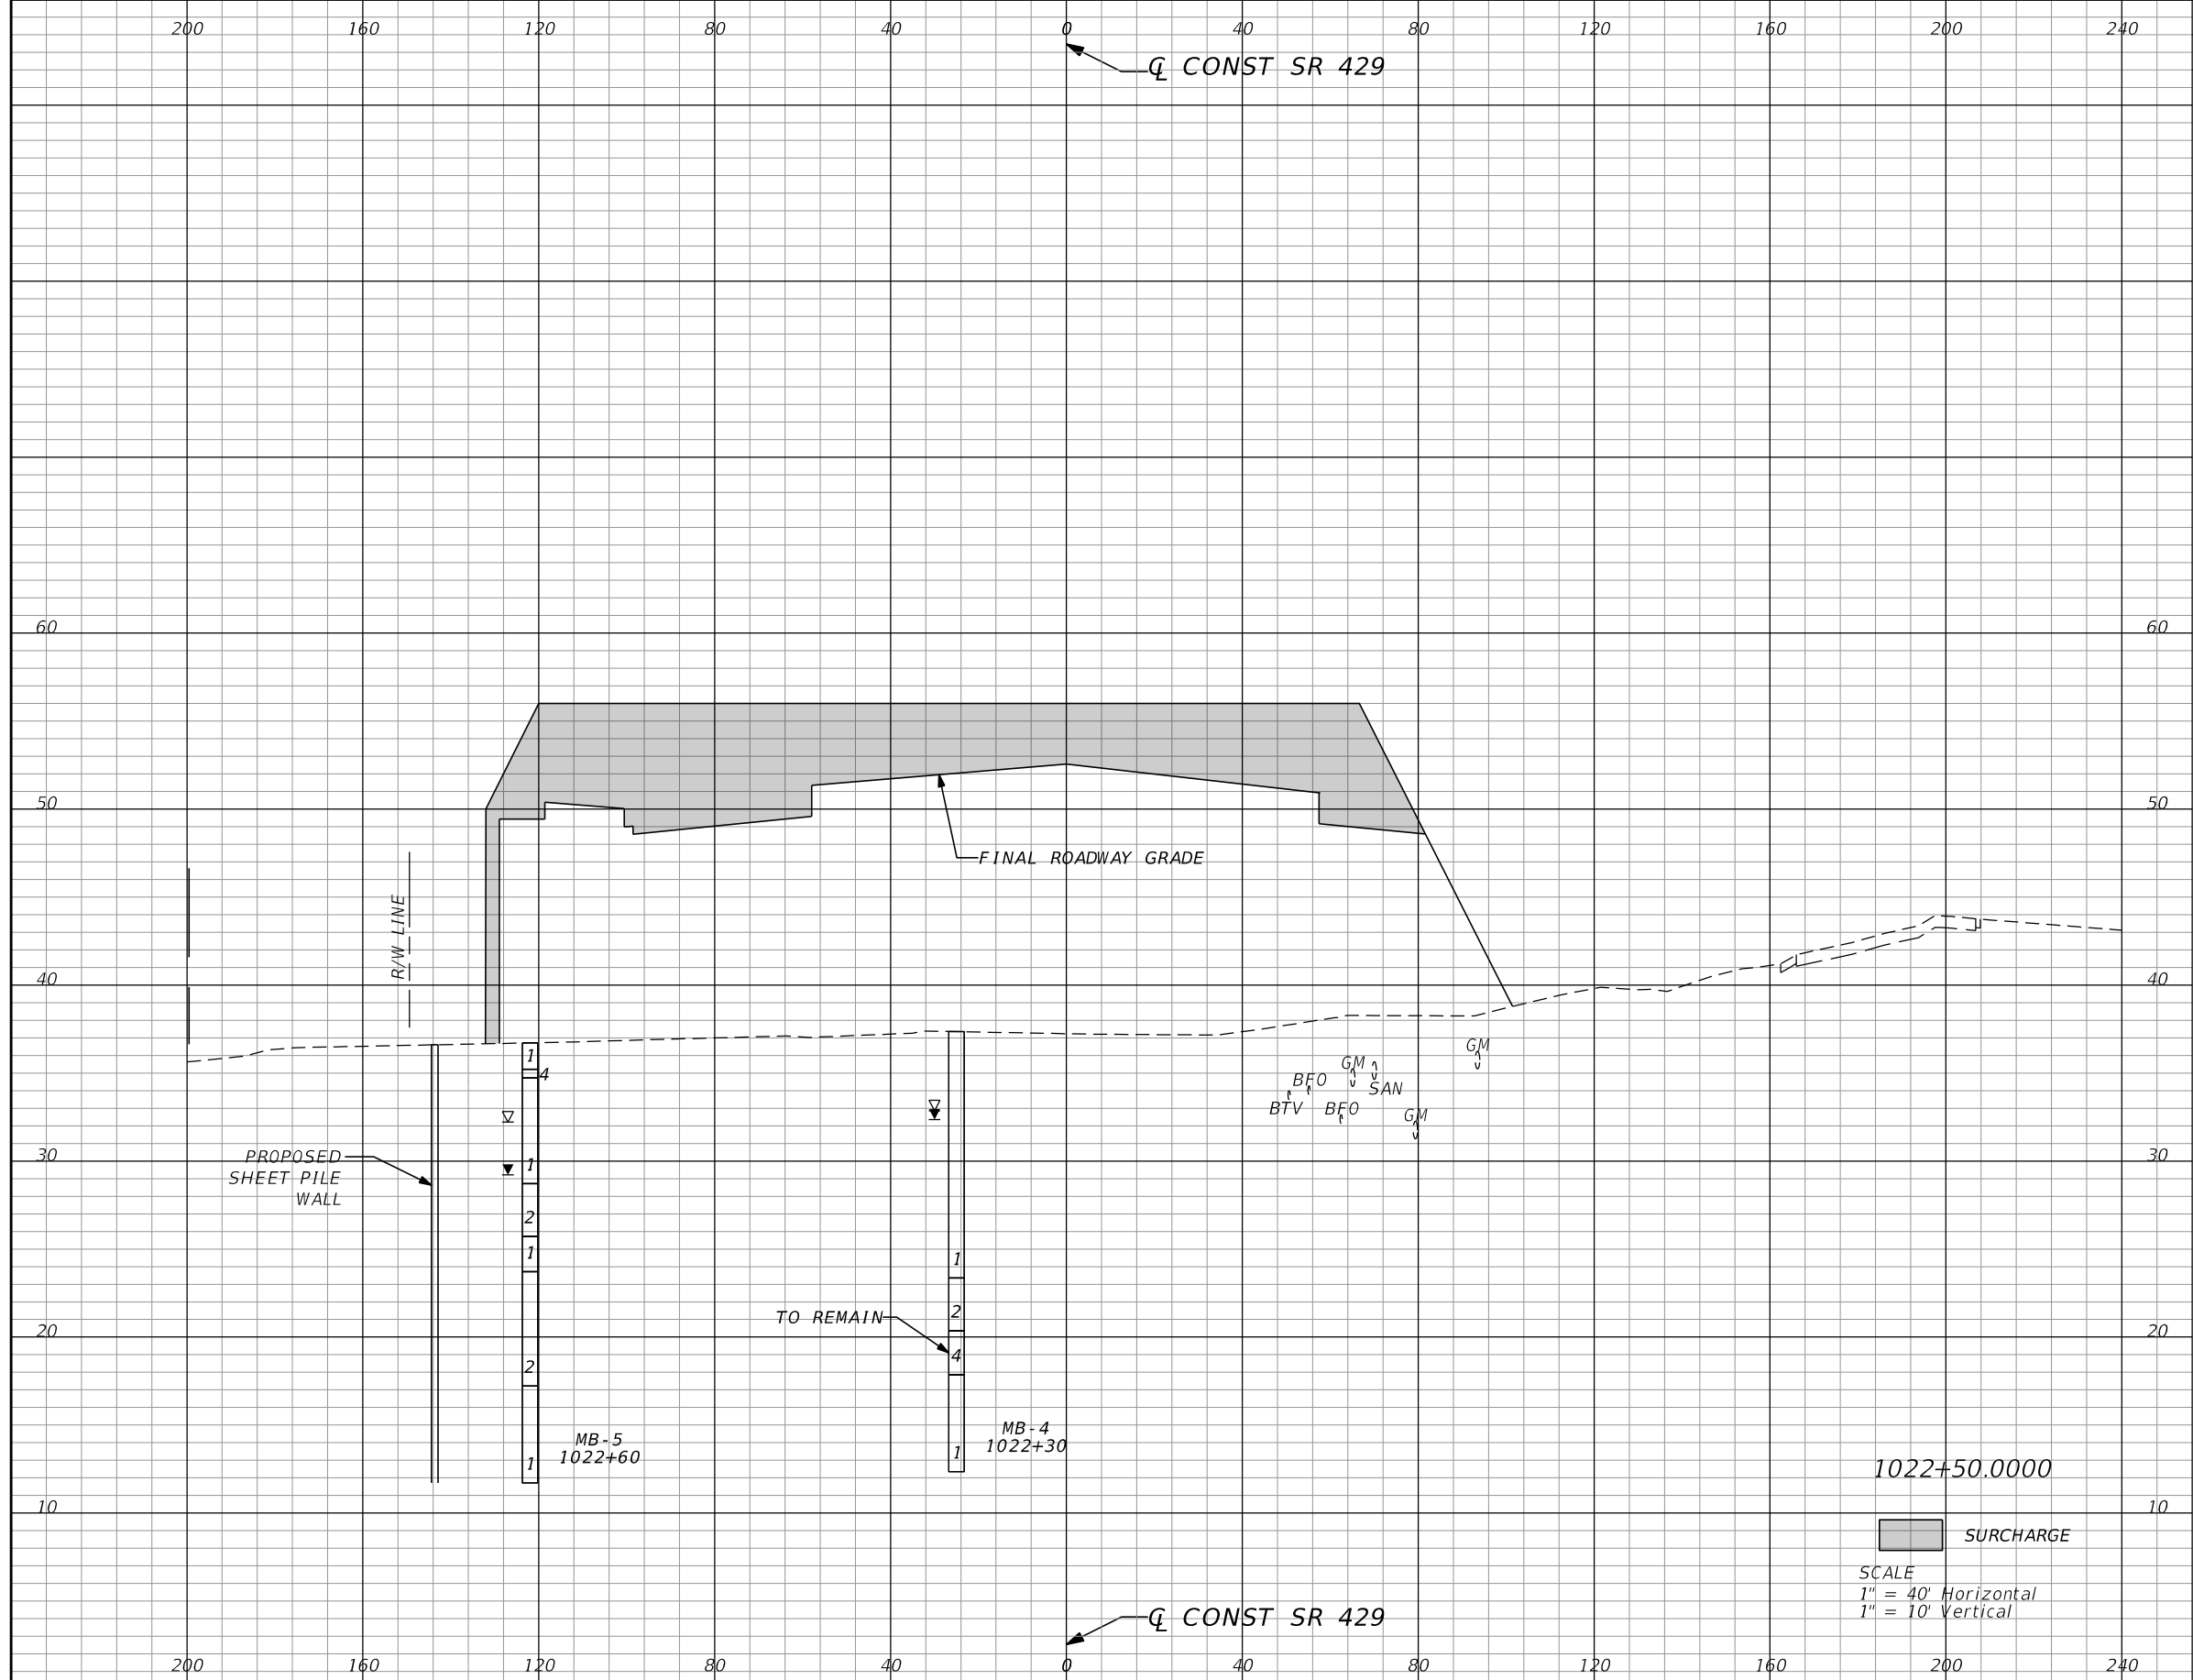 200 160 120 80 40 0 40 80 120 160 200 240
℄ CONST SR 429
60 60
50 50
FINAL ROADWAY GRADE
R/W LINE
40 40
GM
GM
BFO
SAN
BTV
BFO
GM
1
4
30 30
PROPOSED
SHEET PILE
WALL
1
2
1
1
2
TO REMAIN
20 20
4
2
MB-4
1022+30
MB-5
1022+60
1
1
1022+50.0000
10 10
SURCHARGE
SCALE
1" = 40' Horizontal
1" = 10' Vertical
℄ CONST SR 429
200 160 120 80 40 0 40 80 120 160 200 240